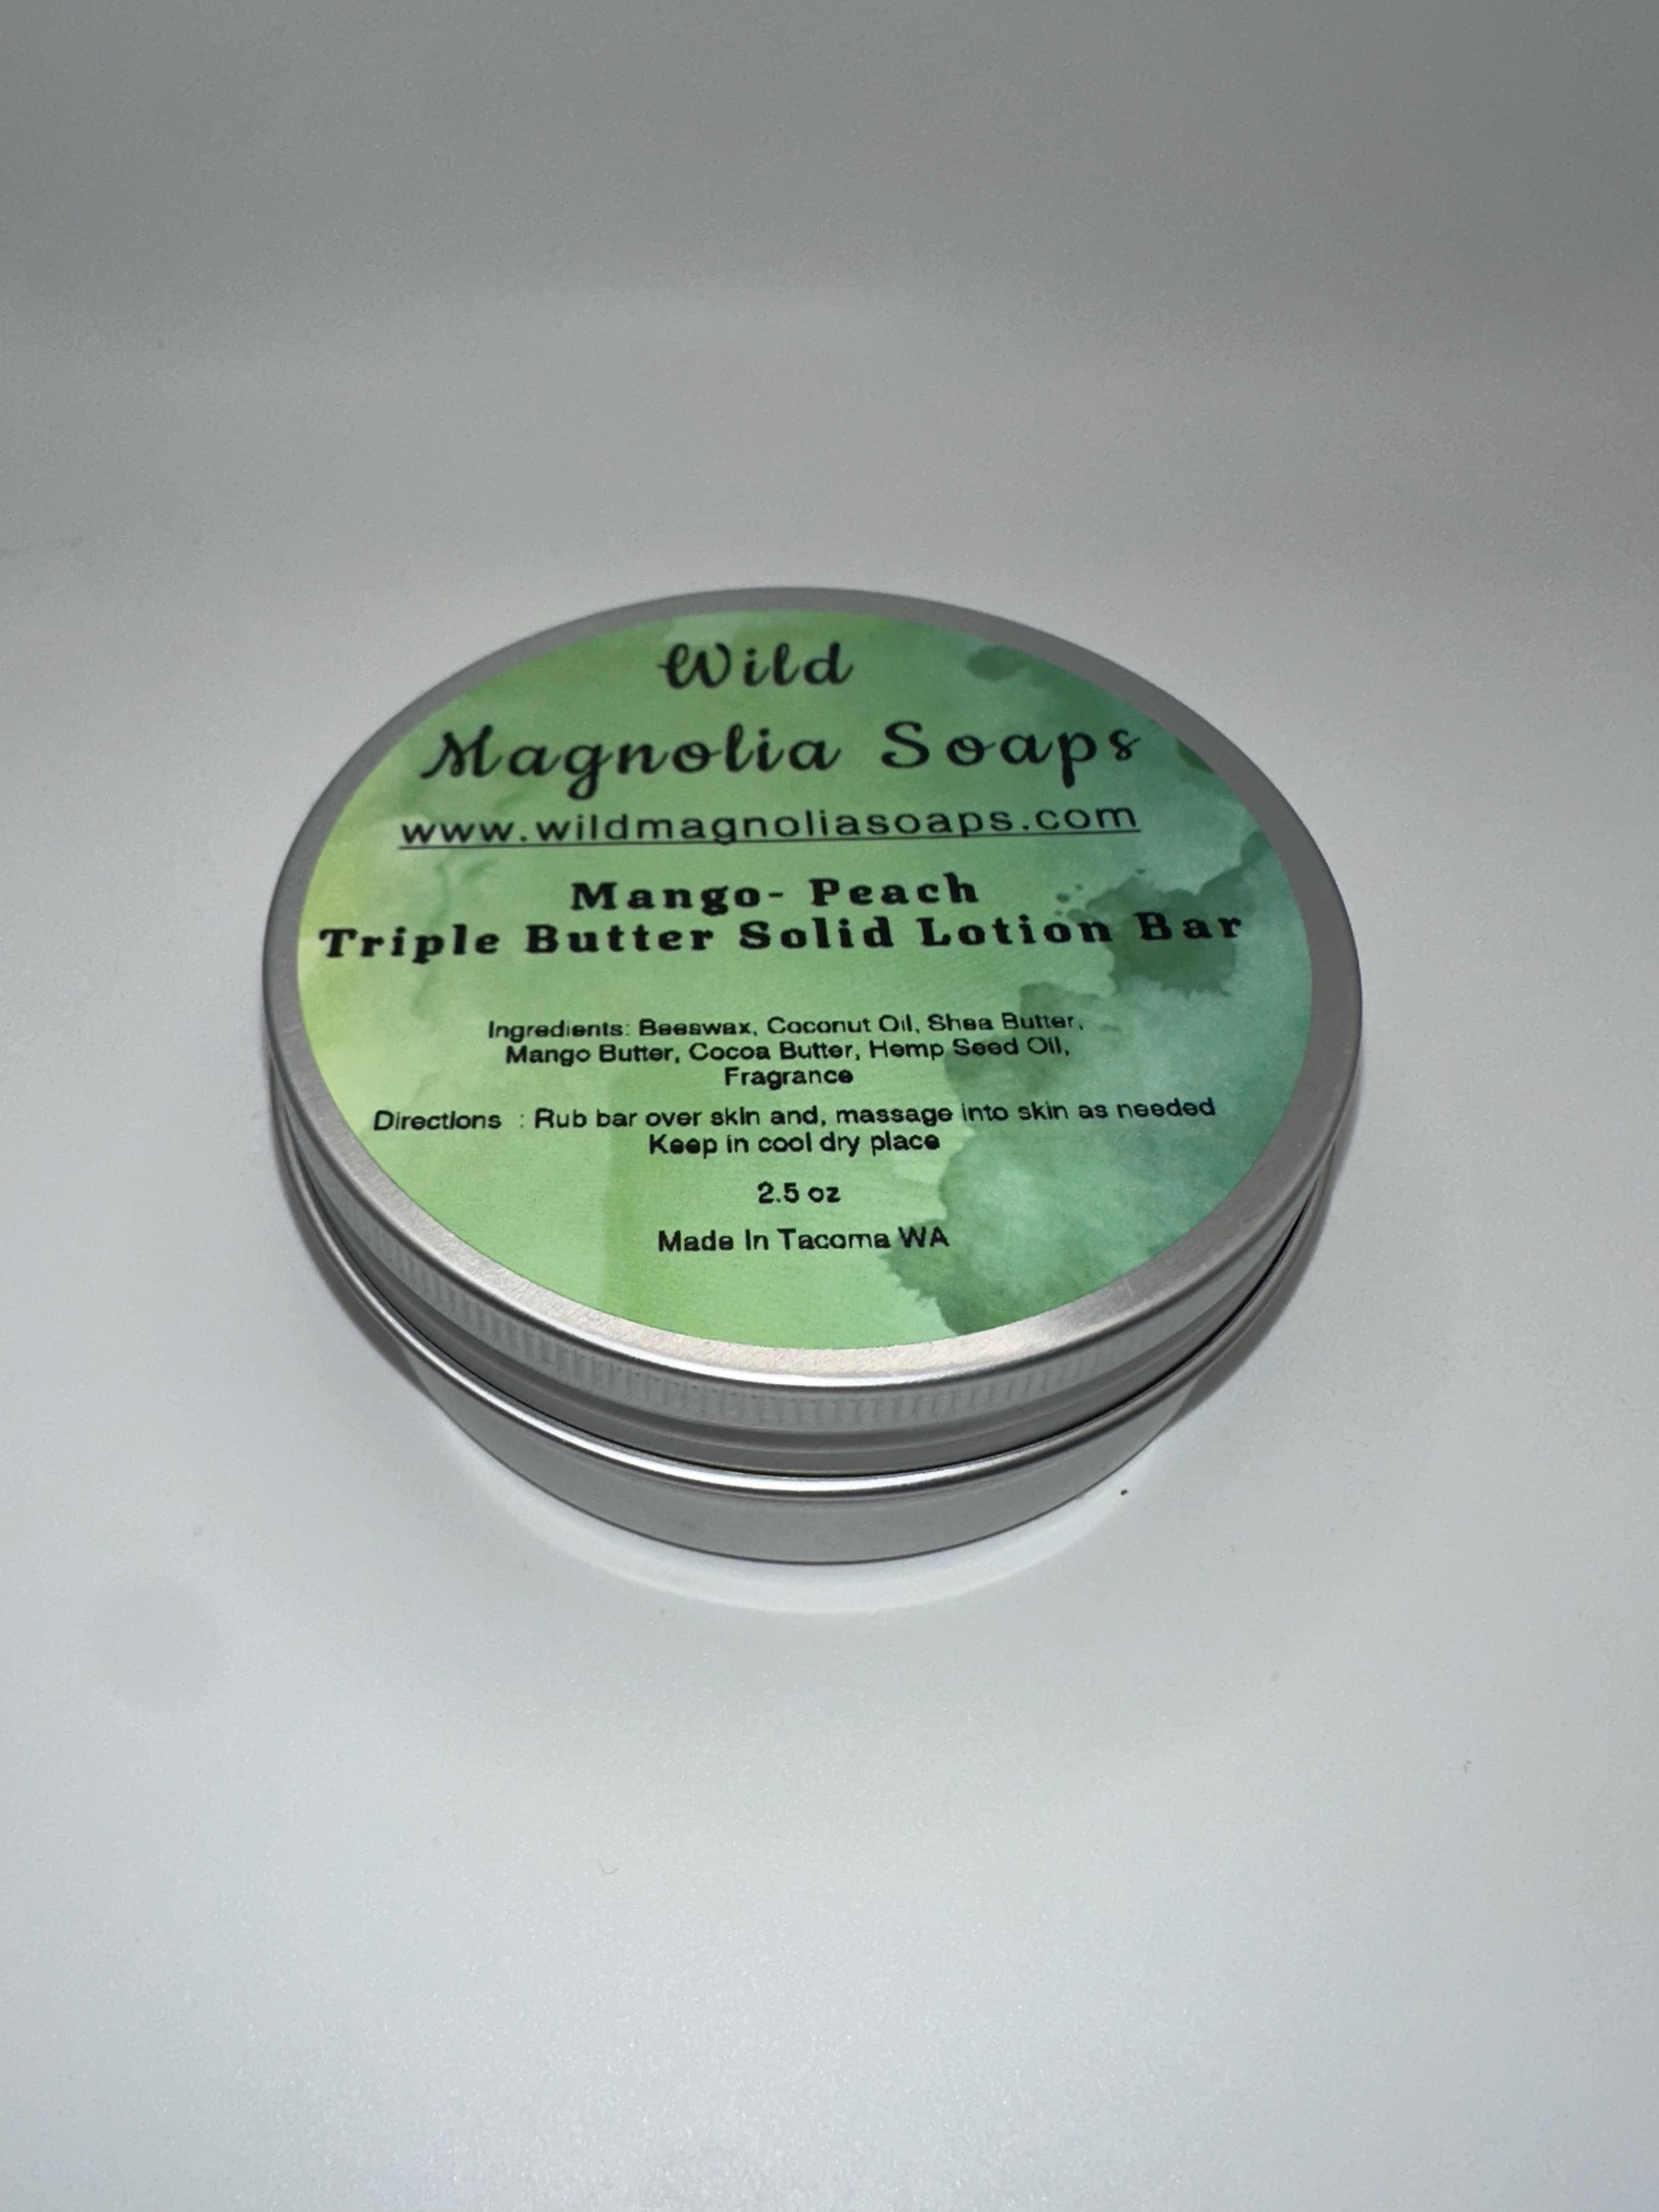 Wild
Magnolia Soaps
www.wildmagnoliasoaps.com
Mango- Peach
Triple Butter Solid Lotion Bar
Ingredients: Beeswax, Coconut Oil, Shea Butter,
Mango Butter, Cocoa Butter, Hemp Seed Oil,
Fragrance
Directions : Rub bar over skin and, massage into skin as needed
Keep in cool dry place
2.5 oz
Made In Tacoma WA